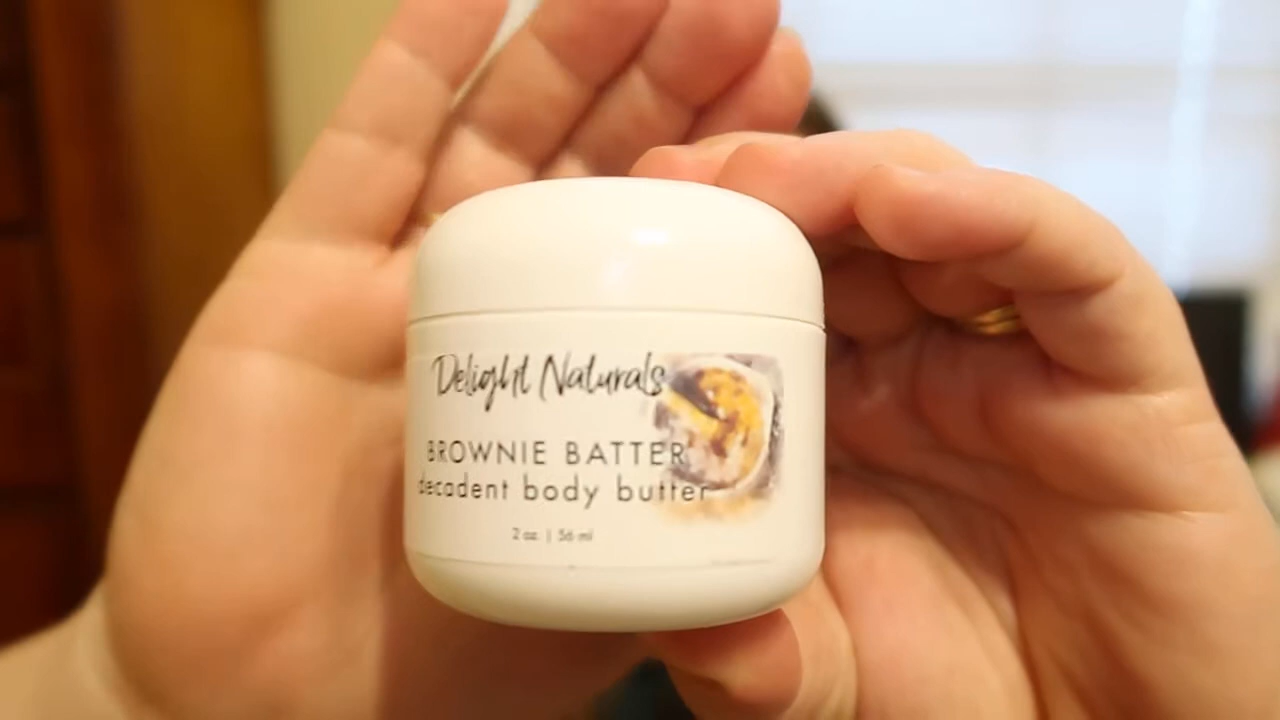 Delight Naturals
BROWNIE BATTER
decadent body butter
2 oz. | 56 ml